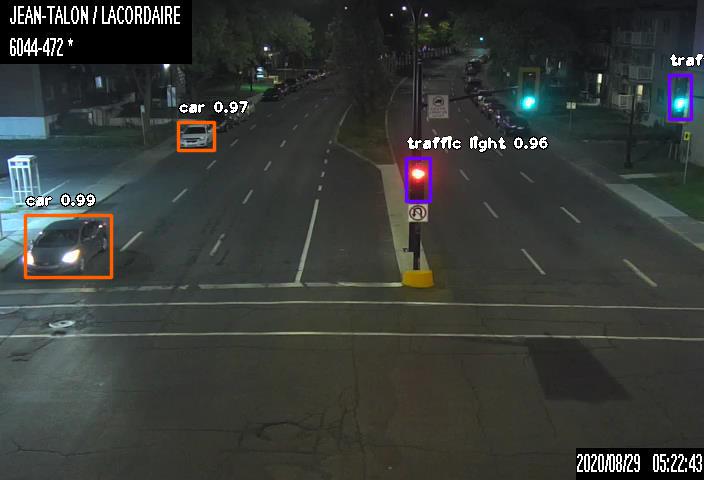 JEAN-TALON / LACORDAIRE
6044-472 *
traf
car 0.97
traffic light 0.96
car 0.99
2020/08/29 05:22:43